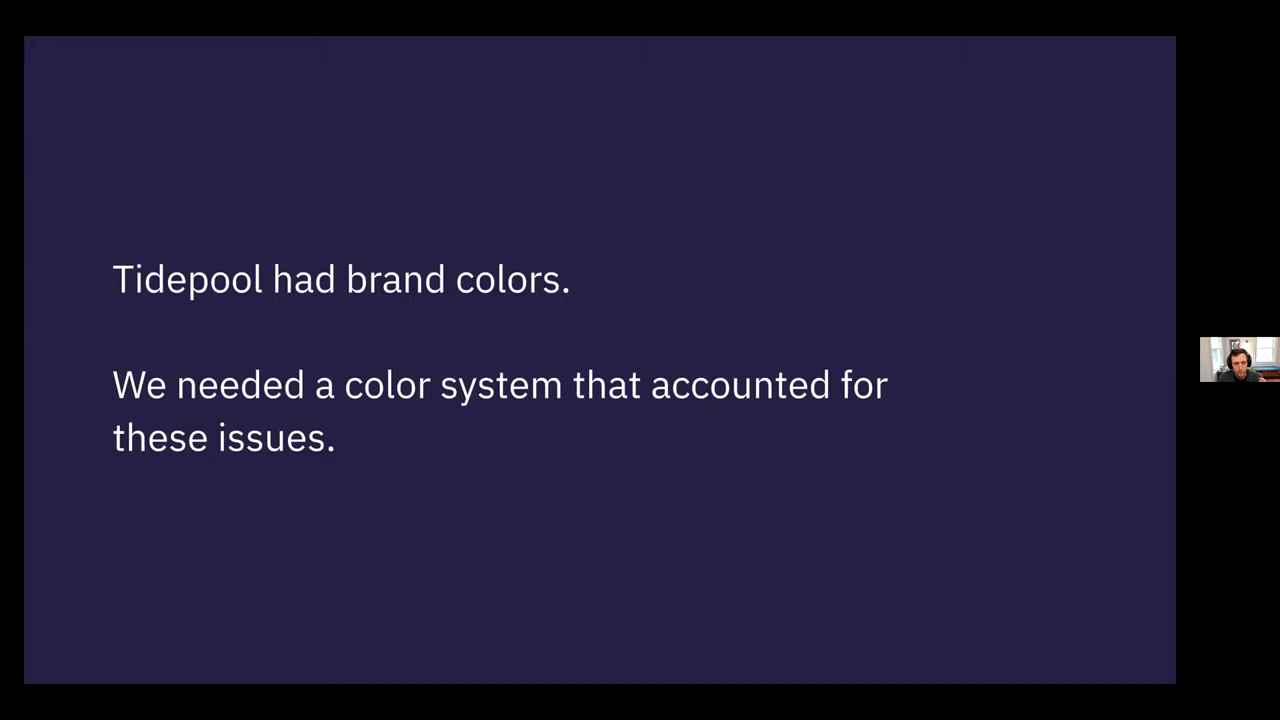 Tidepool had brand colors.
We needed a color system that accounted for
these issues.